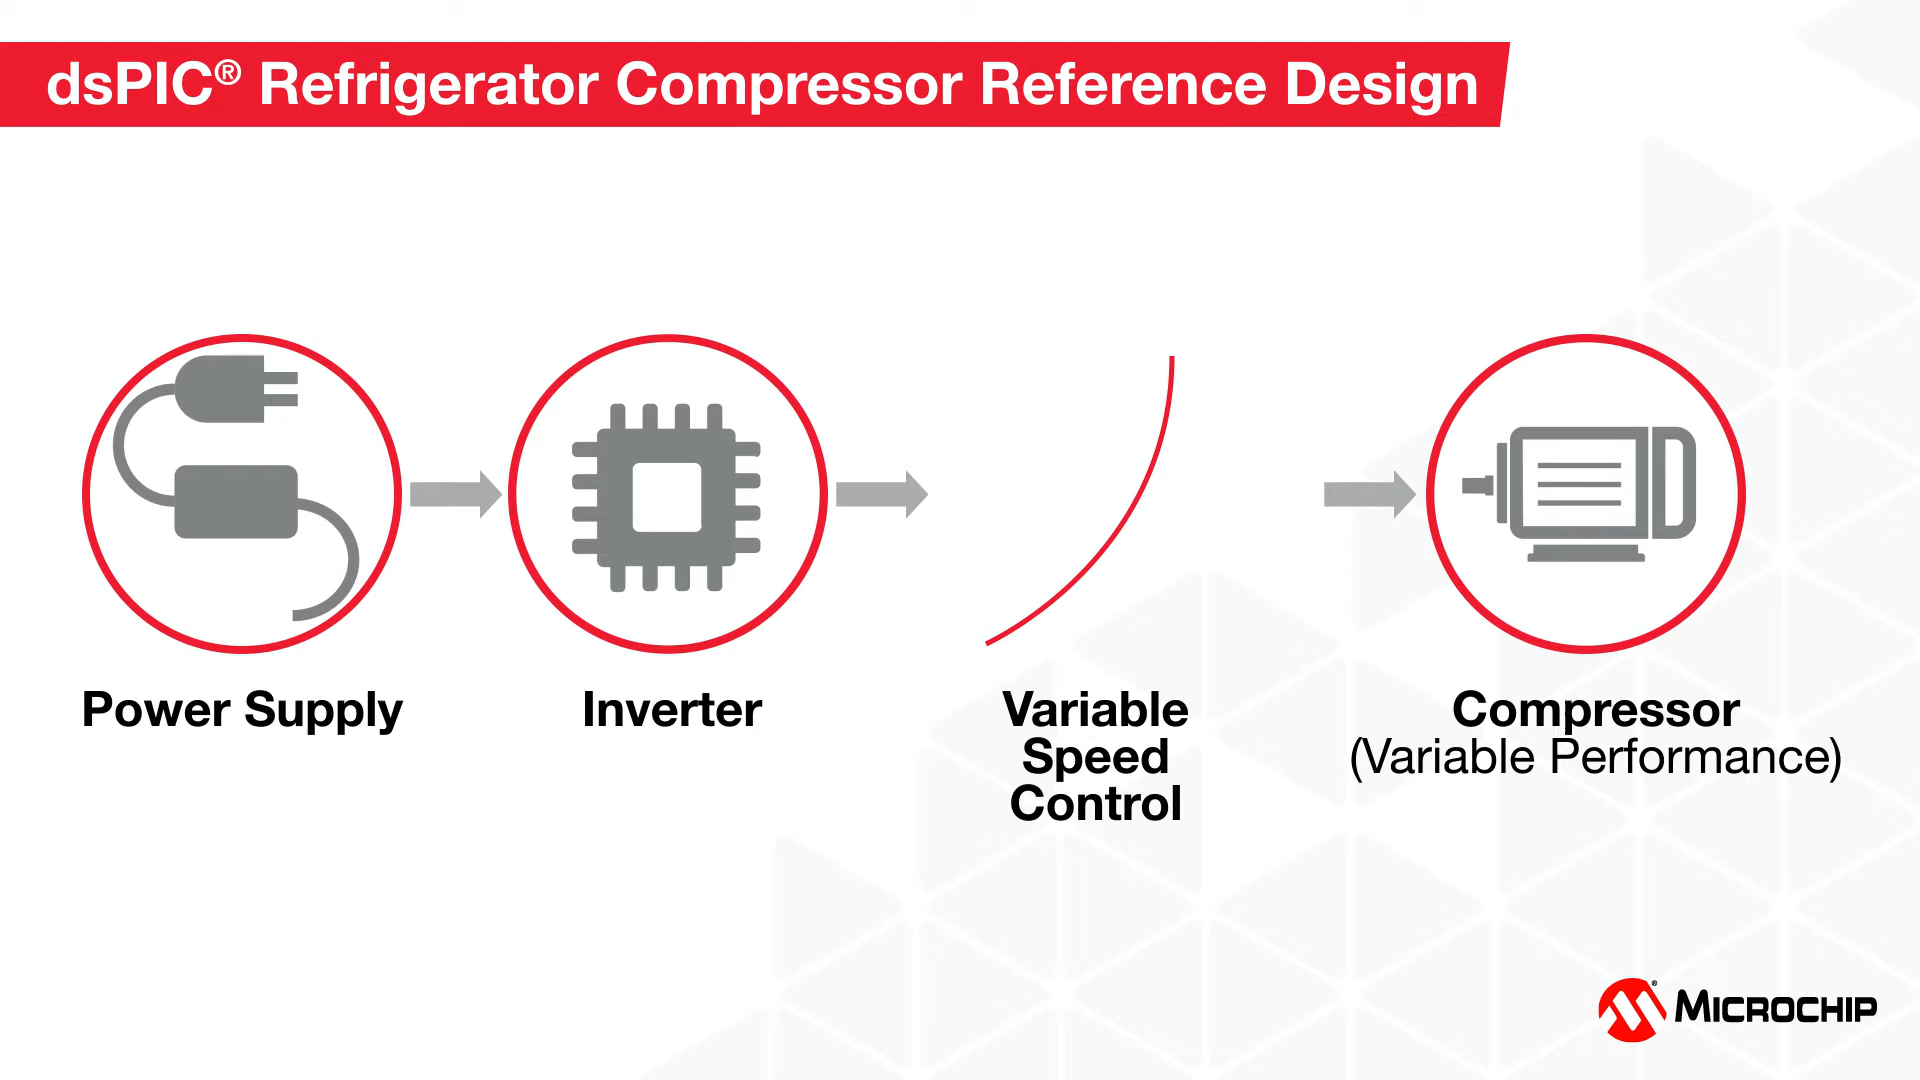 dsPIC® Refrigerator Compressor Reference Design
Power Supply
Inverter
Variable
Speed
Control
Compressor
(Variable Performance)
MICROCHIP